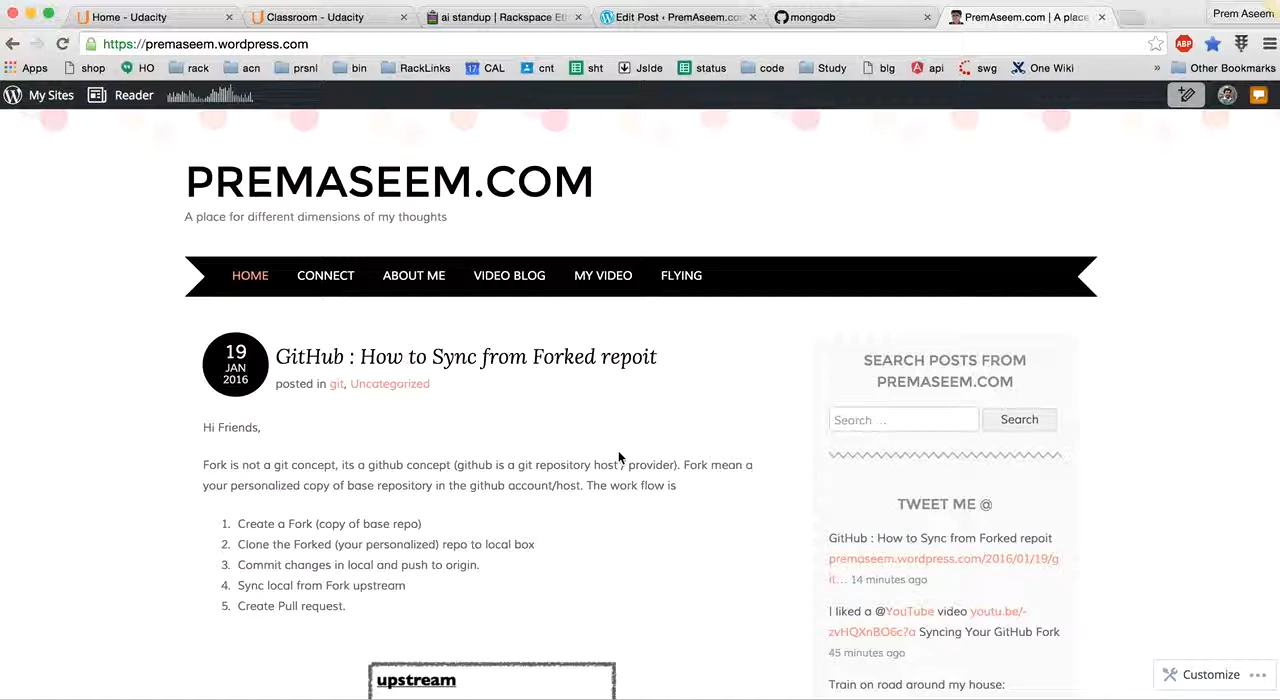 Home - Udacity
Classroom - Udacity
ai standup | Rackspace Eth
Edit Post ‹ PremAseem.com
mongodb
PremAseem.com | A place
Prem Aseem
https://premaseem.wordpress.com
ABP
Apps shop HO rack acn prsnl bin RackLinks CAL cnt sht Jslde status code Study blg api swg One Wiki » Other Bookmarks
My Sites Reader
PREMASEEM.COM
A place for different dimensions of my thoughts
HOME CONNECT ABOUT ME VIDEO BLOG MY VIDEO FLYING
19
JAN
2016
GitHub : How to Sync from Forked repoit
posted in git, Uncategorized
Hi Friends,
Fork is not a git concept, its a github concept (github is a git repository host / provider). Fork mean a
your personalized copy of base repository in the github account/host. The work flow is
1. Create a Fork (copy of base repo)
2. Clone the Forked (your personalized) repo to local box
3. Commit changes in local and push to origin.
4. Sync local from Fork upstream
5. Create Pull request.
upstream
SEARCH POSTS FROM
PREMASEEM.COM
Search …
Search
TWEET ME @
GitHub : How to Sync from Forked repoit
premaseem.wordpress.com/2016/01/19/g
it… 14 minutes ago
I liked a @YouTube video youtu.be/-
zvHQXnBO6c?a Syncing Your GitHub Fork
45 minutes ago
Train on road around my house:
Customize